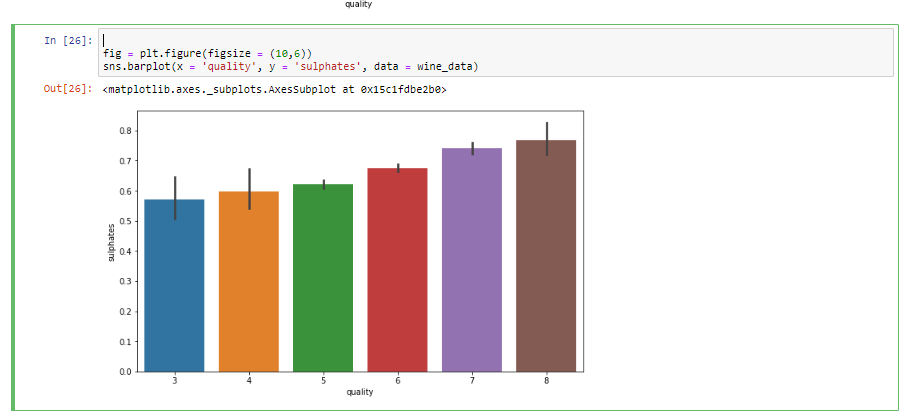 quality
In [26]:
fig = plt.figure(figsize = (10,6))
sns.barplot(x = 'quality', y = 'sulphates', data = wine_data)
Out[26]: <matplotlib.axes._subplots.AxesSubplot at 0x15c1fdbe2b0>
0.8
0.7
0.6
0.5
0.4
0.3
0.2
0.1
0.0
sulphates
3 4 5 6 7 8
quality